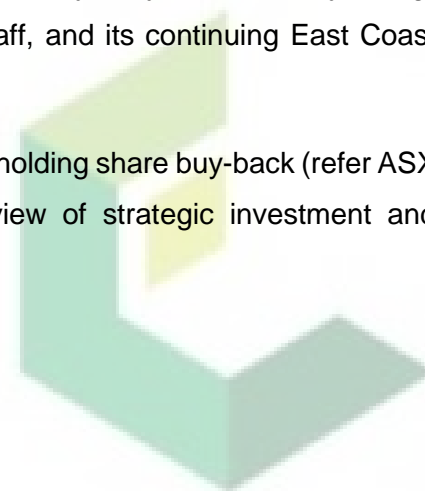 aff, and its continuing East Coas
holding share buy-back (refer ASX
view of strategic investment and